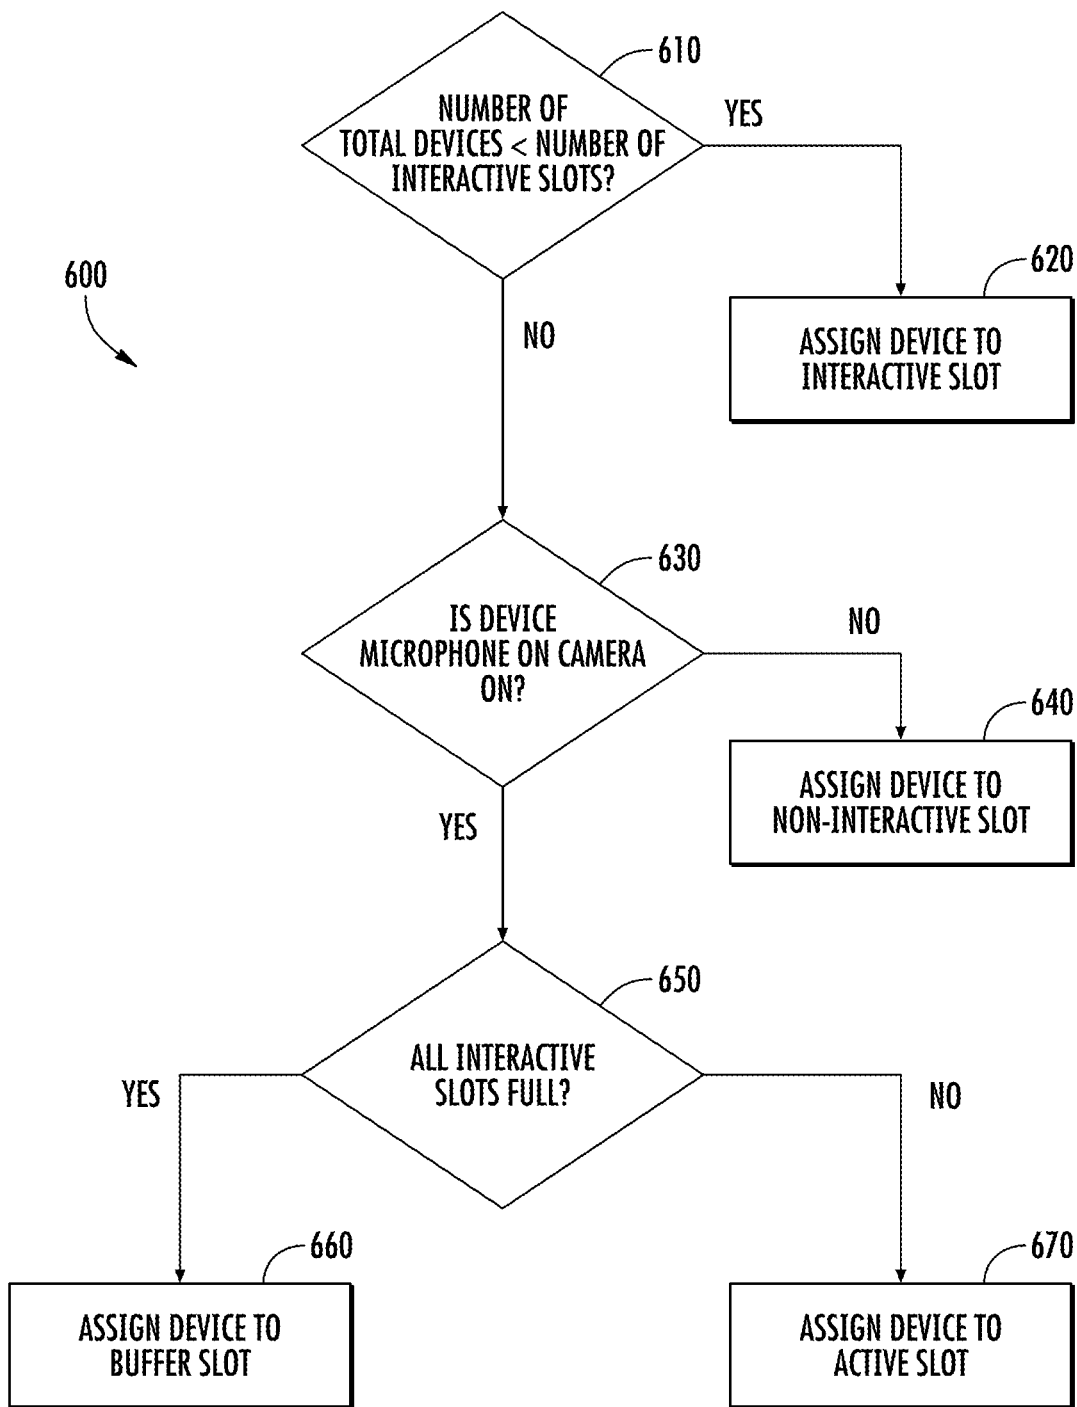 610
NUMBER OF
TOTAL DEVICES < NUMBER OF
INTERACTIVE SLOTS?
YES
600
620
NO
ASSIGN DEVICE TO
INTERACTIVE SLOT
630
IS DEVICE
MICROPHONE ON CAMERA
ON?
NO
640
ASSIGN DEVICE TO
NON-INTERACTIVE SLOT
YES
650
ALL INTERACTIVE
SLOTS FULL?
YES
NO
660
ASSIGN DEVICE TO
BUFFER SLOT
670
ASSIGN DEVICE TO
ACTIVE SLOT